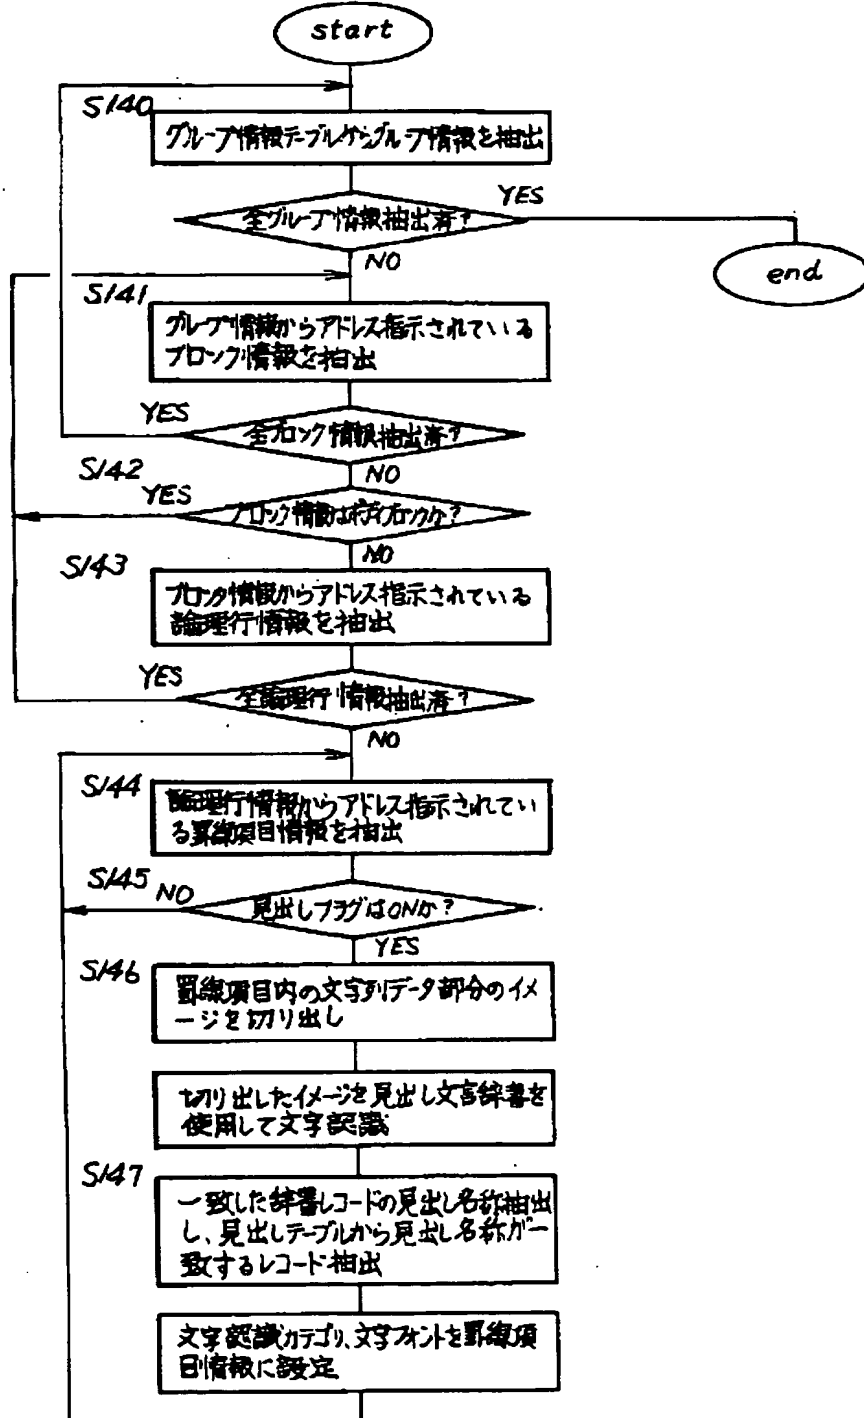 start
S140
グループ情報テーブルからグループ情報を抽出
全グループ情報抽出済?
YES
NO
end
S141
グループ情報からアドレス指示されている
ブロック情報を抽出
YES
全ブロック情報抽出済?
NO
S142
YES
ブロック情報はボディブロックか?
NO
S143
ブロック情報からアドレス指示されている
論理行情報を抽出
YES
全論理行情報抽出済?
NO
S144
論理行情報からアドレス指示されてい
る罫線項目情報を抽出
S145
NO
見出しフラグはONか?
YES
S146
罫線項目内の文字列データ部分のイメ
ージを切り出し
切り出したイメージを見出し文言辞書を
使用して文字認識
S147
一致した辞書レコードの見出し名称抽出
し、見出しテーブルから見出し名称が一
致するレコード抽出
文字認識カテゴリ、文字フォントを罫線項
目情報に設定